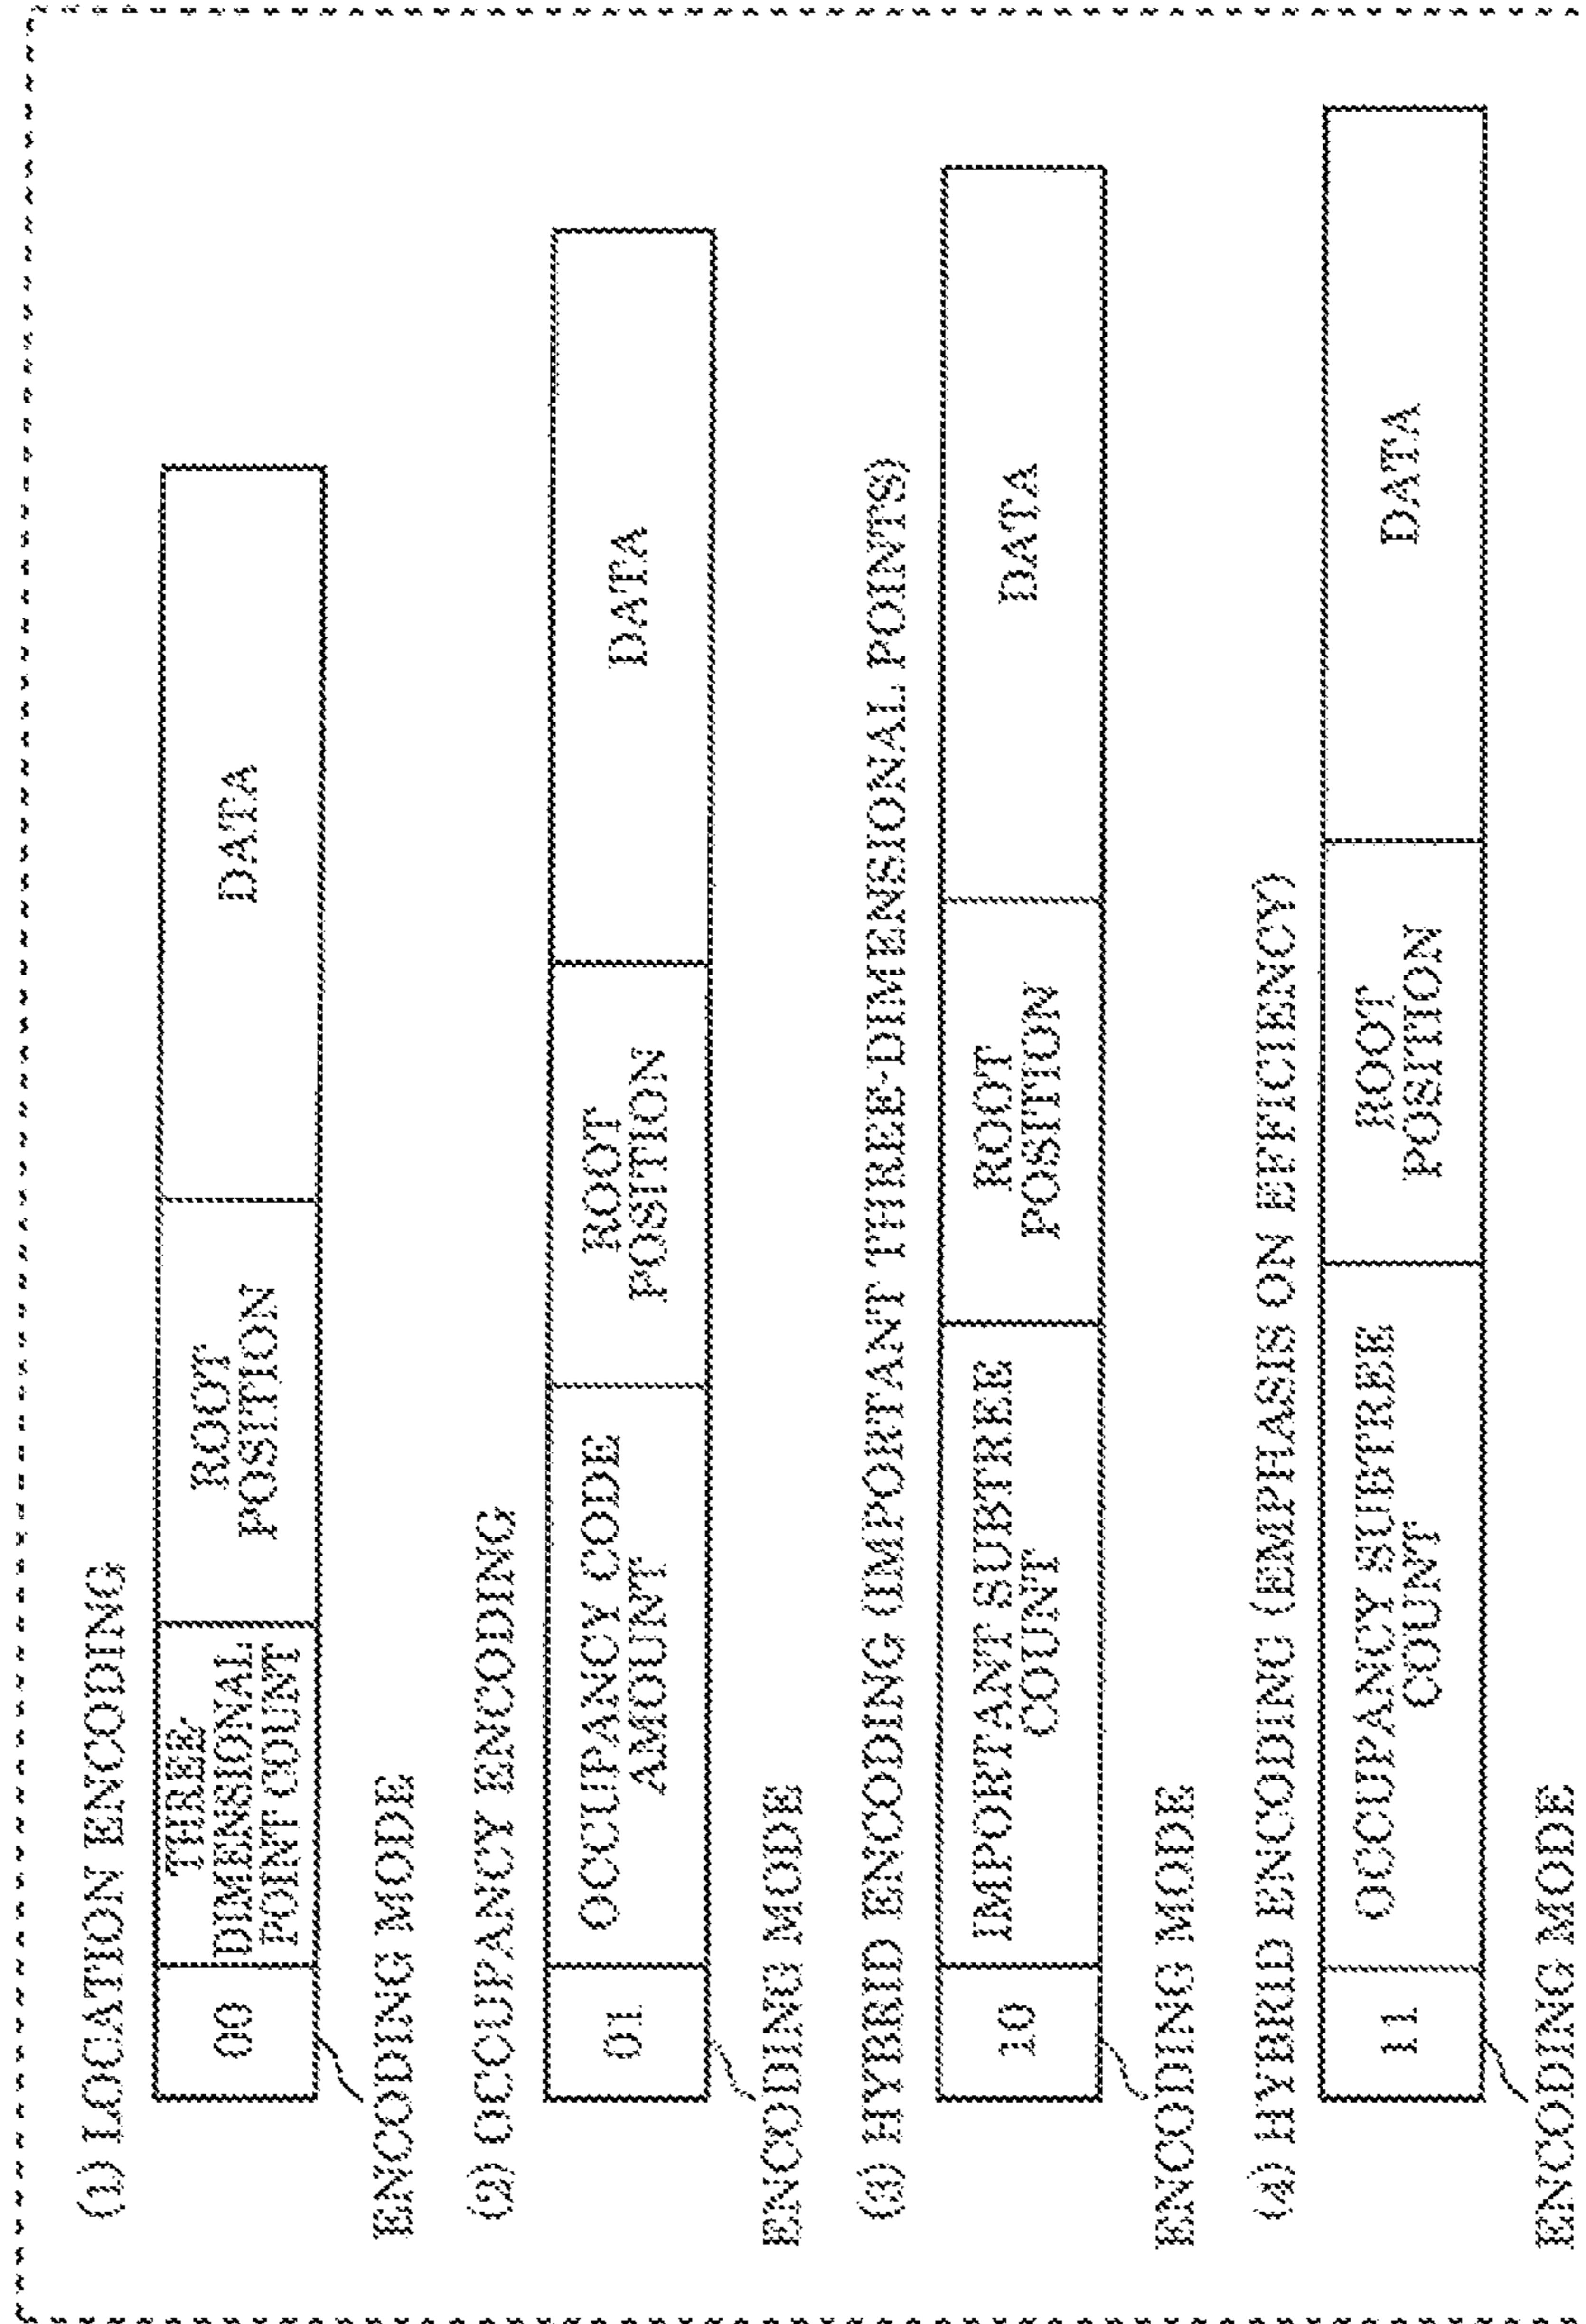 (1) LOCATION ENCODING
00
THREE-
DIMENSIONAL
POINT COUNT
ROOT
POSITION
DATA
ENCODING MODE
(2) OCCUPANCY ENCODING
01
OCCUPANCY CODE
AMOUNT
ROOT
POSITION
DATA
ENCODING MODE
(3) HYBRID ENCODING (IMPORTANT THREE-DIMENSIONAL POINTS)
10
IMPORTANT SUBTREE
COUNT
ROOT
POSITION
DATA
ENCODING MODE
(4) HYBRID ENCODING (EMPHASIS ON EFFICIENCY)
11
OCCUPANCY SUBTREE
COUNT
ROOT
POSITION
DATA
ENCODING MODE